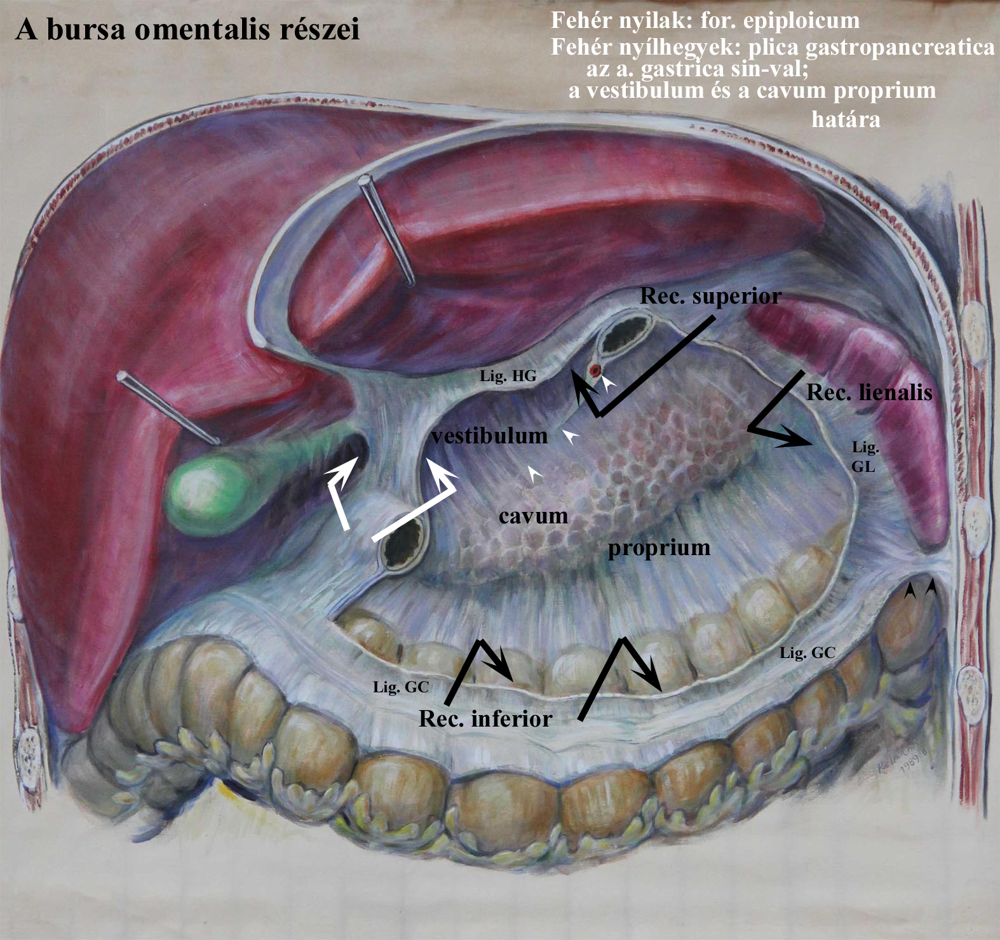 A bursa omentalis részei
Fehér nyilak: for. epiploicum
Fehér nyílhegyek: plica gastropancreatica
az a. gastrica sin-val;
a vestibulum és a cavum proprium
határa
Rec. superior
Lig. HG
Rec. lienalis
vestibulum
Lig.
GL
cavum
proprium
Lig. GC
Lig. GC
Rec. inferior
1989